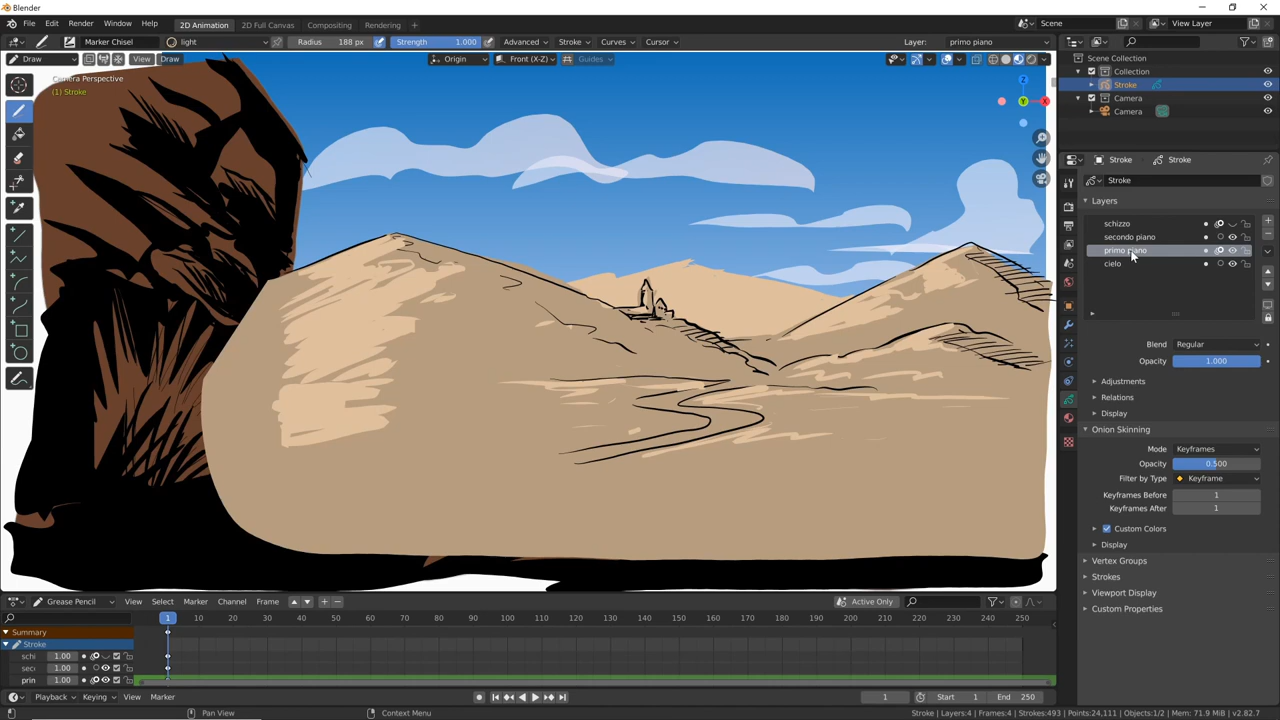 Blender
File Edit Render Window Help 2D Animation 2D Full Canvas Compositing Rendering + Scene View Layer
Marker Chisel light Radius 188 px Strength 1.000 Advanced Stroke Curves Cursor Layer: primo piano
Draw View Draw Origin Front (X-Z) Guides
Camera Perspective
(1) Stroke
Z
Y
X
Scene Collection
Collection
Stroke
Camera
Camera
Stroke Stroke
Stroke
Layers
schizzo
secondo piano
primo piano
cielo
Blend Regular
Opacity 1.000
Adjustments
Relations
Display
Onion Skinning
Mode Keyframes
Opacity 0.500
Filter by Type Keyframe
Keyframes Before 1
Keyframes After 1
Custom Colors
Display
Vertex Groups
Strokes
Viewport Display
Custom Properties
Grease Pencil View Select Marker Channel Frame Active Only
1 10 20 30 40 50 60 70 80 90 100 110 120 130 140 150 160 170 180 190 200 210 220 230 240 250
Summary
Stroke
schi 1.00
sec 1.00
prin 1.00
Playback Keying View Marker 1 Start 1 End 250
Pan View Context Menu Stroke | Layers:4 | Frames:4 | Strokes:493 | Points:24,111 | Objects:1/2 | Mem: 71.9 MiB | v2.82.7